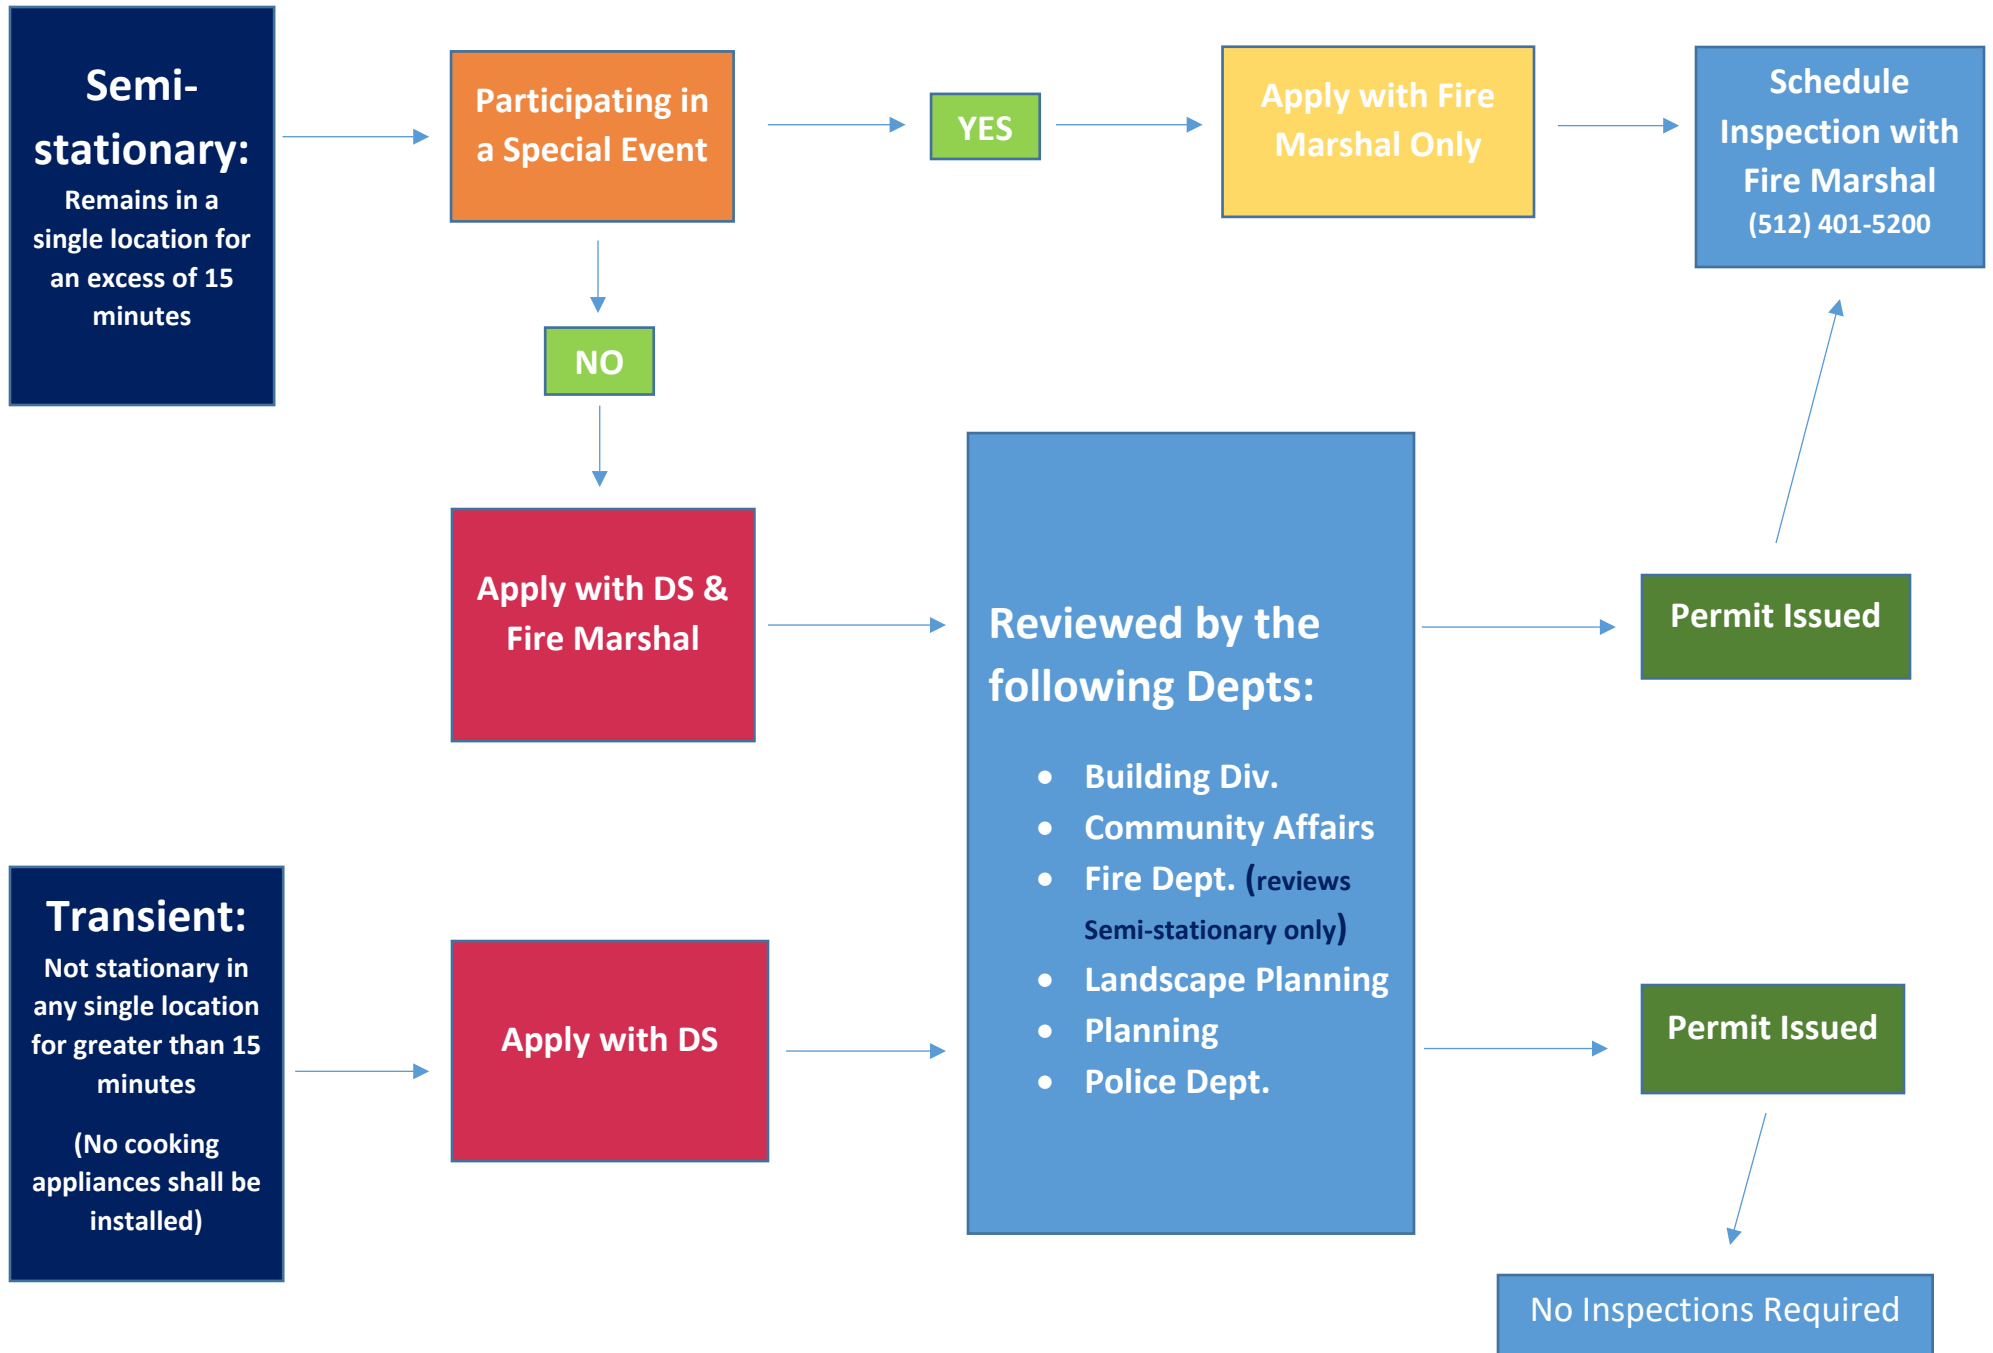 Semi-
stationary:
Remains in a
single location for
an excess of 15
minutes
Participating in
a Special Event
YES
Apply with Fire
Marshal Only
Schedule
Inspection with
Fire Marshal
(512) 401-5200
NO
Apply with DS &
Fire Marshal
Reviewed by the
following Depts:
• Building Div.
• Community Affairs
• Fire Dept. (reviews
Semi-stationary only)
• Landscape Planning
• Planning
• Police Dept.
Permit Issued
Transient:
Not stationary in
any single location
for greater than 15
minutes
(No cooking
appliances shall be
installed)
Apply with DS
Permit Issued
No Inspections Required